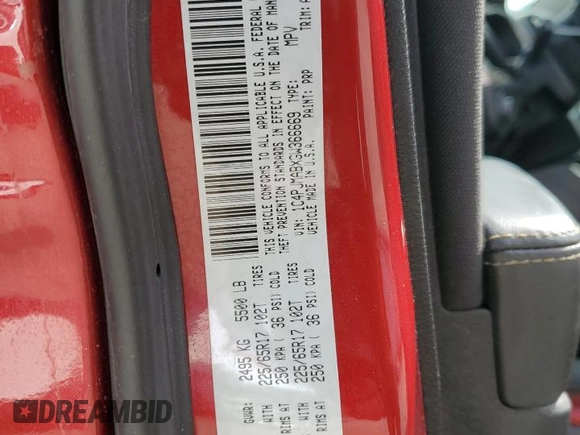 GVWR: 2495 KG 5500 LB
WITH 225/65R17 102T TIRES
RIMS AT 250 KPA ( 36 PSI) COLD
WITH 225/65R17 102T TIRES
RIMS AT 250 KPA ( 36 PSI) COLD
THIS VEHICLE CONFORMS TO ALL APPLICABLE U.S.A. FEDERAL
THEFT PREVENTION STANDARDS IN EFFECT ON THE DATE OF MAN
VIN: 1C4PJMABXGW366669 TYPE: MPV
VEHICLE MADE IN U.S.A. PAINT: PRP TRIM:
DREAMBID